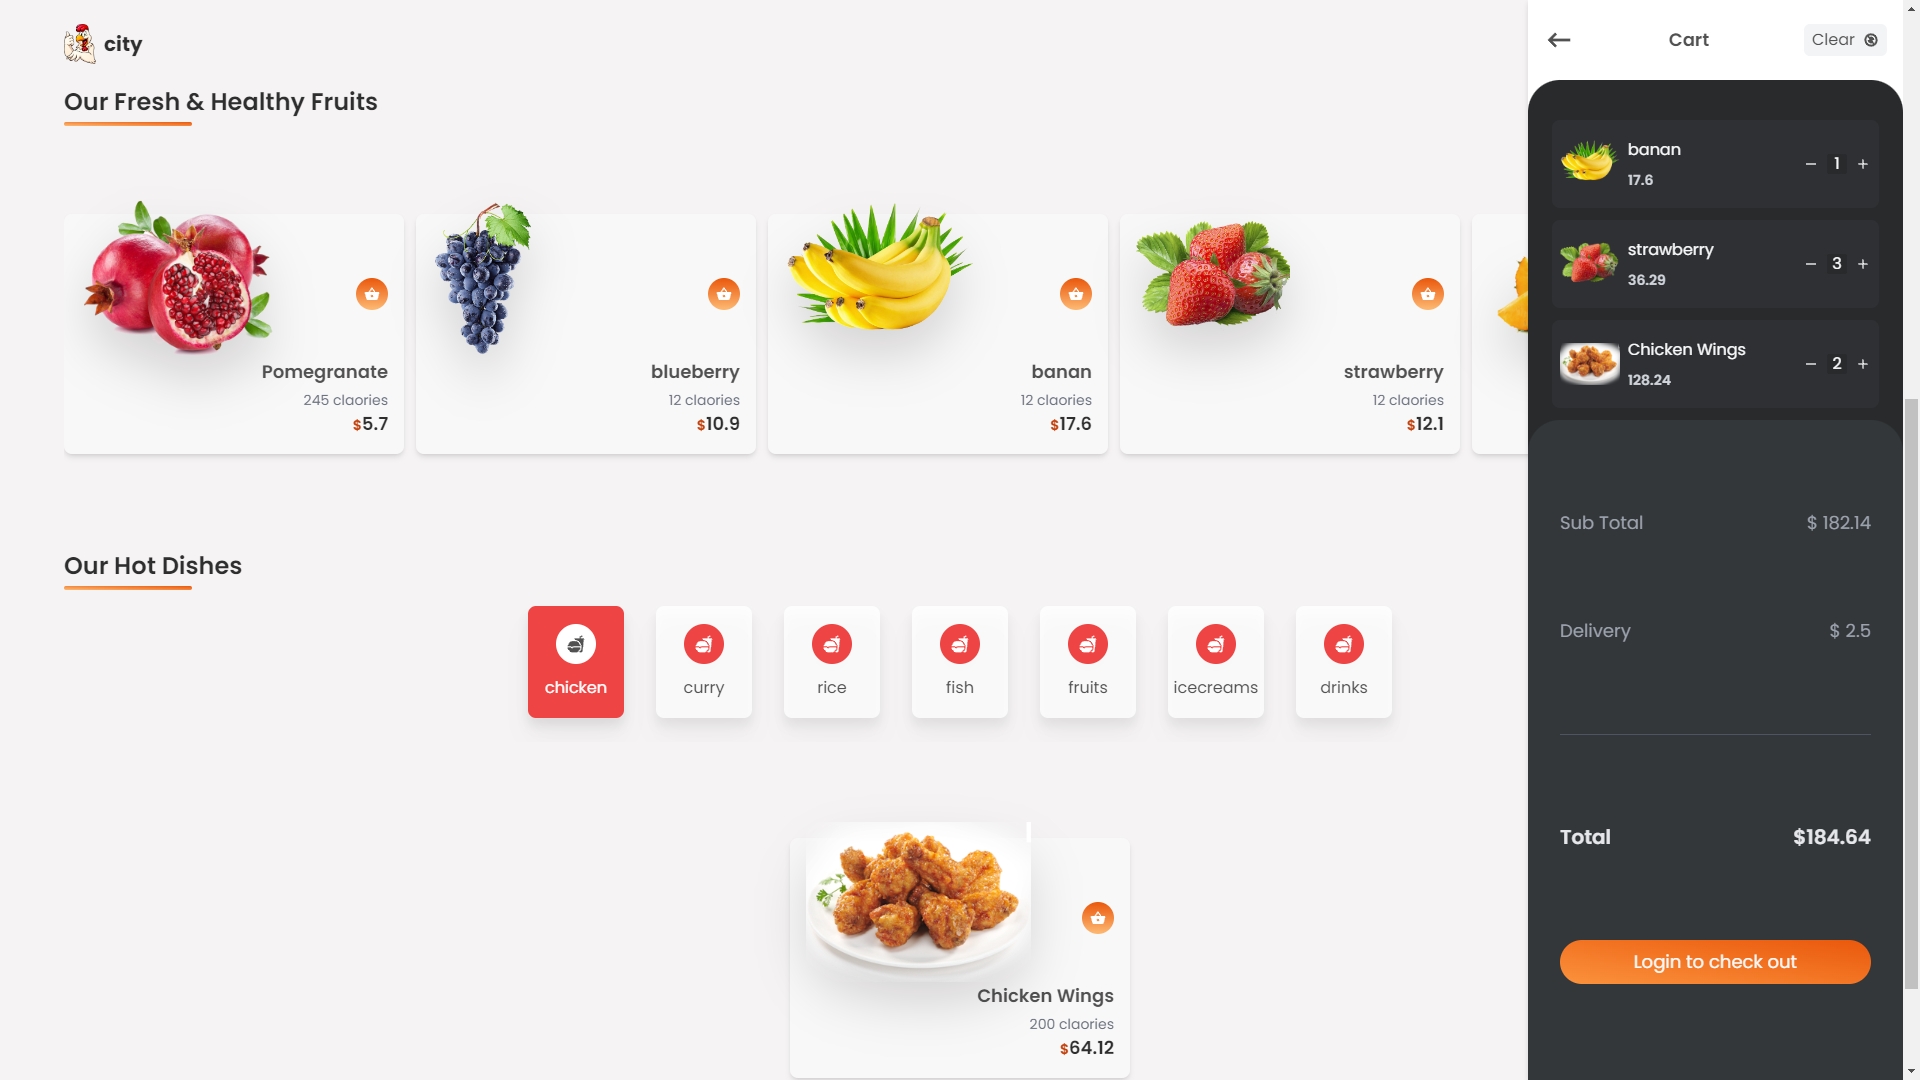 city
Our Fresh & Healthy Fruits
Pomegranate
245 claories
$5.7
blueberry
12 claories
$10.9
banan
12 claories
$17.6
strawberry
12 claories
$12.1
Our Hot Dishes
chicken
curry
rice
fish
fruits
icecreams
drinks
Chicken Wings
200 claories
$64.12
Cart
Clear
banan
17.6
− 1 +
strawberry
36.29
− 3 +
Chicken Wings
128.24
− 2 +
Sub Total $ 182.14
Delivery $ 2.5
Total $184.64
Login to check out